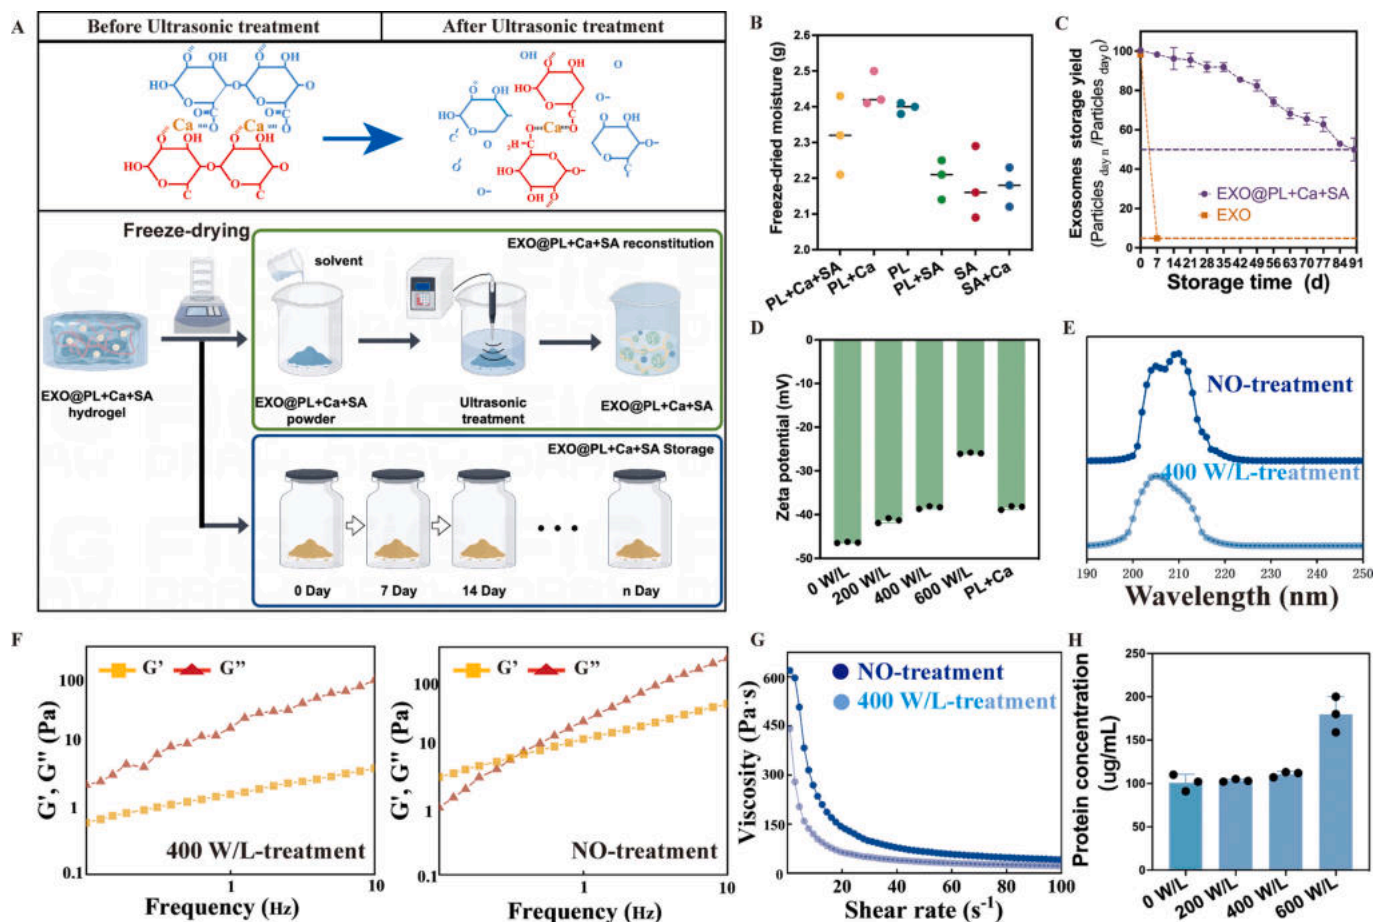 A
Before Ultrasonic treatment
After Ultrasonic treatment
Freeze-drying
EXO@PL+Ca+SA reconstitution
solvent
EXO@PL+Ca+SA
hydrogel
EXO@PL+Ca+SA
powder
Ultrasonic
treatment
EXO@PL+Ca+SA
EXO@PL+Ca+SA Storage
0 Day
7 Day
14 Day
n Day
B
Freeze-dried moisture (g)
2.6
2.5
2.4
2.3
2.2
2.1
2.0
PL+Ca+SA
PL+Ca
PL
PL+SA
SA
SA+Ca
C
Exosomes storage yield
(Particles day n /Particles day 0)
100
80
60
40
20
0
EXO@PL+Ca+SA
EXO
0 7 14 21 28 35 42 49 56 63 70 77 84 91
Storage time (d)
D
Zeta potential (mV)
0
-10
-20
-30
-40
-50
0 W/L
200 W/L
400 W/L
600 W/L
PL+Ca
E
NO-treatment
400 W/L-treatment
190 200 210 220 230 240 250
Wavelength (nm)
F
G' G''
G', G'' (Pa)
100
10
1
0.1
400 W/L-treatment
1 10
Frequency (Hz)
G' G''
G', G'' (Pa)
100
10
1
0.1
NO-treatment
1 10
Frequency (Hz)
G
NO-treatment
400 W/L-treatment
Viscosity (Pa·s)
600
450
300
150
0
20 40 60 80 100
Shear rate (s⁻¹)
H
Protein concentration
(ug/mL)
250
200
150
100
50
0
0 W/L
200 W/L
400 W/L
600 W/L